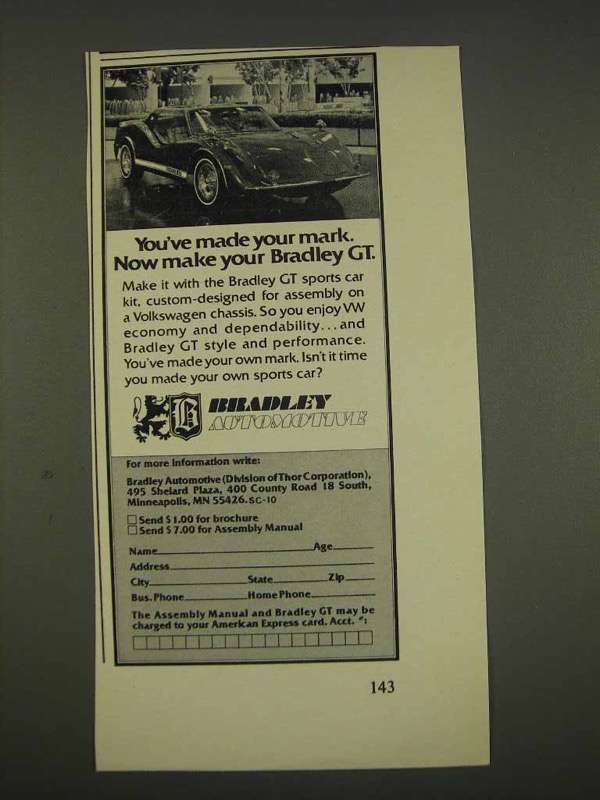 You've made your mark.
Now make your Bradley GT.
Make it with the Bradley GT sports car
kit, custom-designed for assembly on
a Volkswagen chassis. So you enjoy VW
economy and dependability...and
Bradley GT style and performance.
You've made your own mark. Isn't it time
you made your own sports car?
B BRADLEY
AUTOMOTIVE
For more information write:
Bradley Automotive (Division of Thor Corporation),
495 Shelard Plaza, 400 County Road 18 South,
Minneapolis, MN 55426. SC-10
Send $1.00 for brochure
Send $7.00 for Assembly Manual
Name Age
Address
City State Zip
Bus. Phone Home Phone
The Assembly Manual and Bradley GT may be
charged to your American Express card. Acct. #:
143